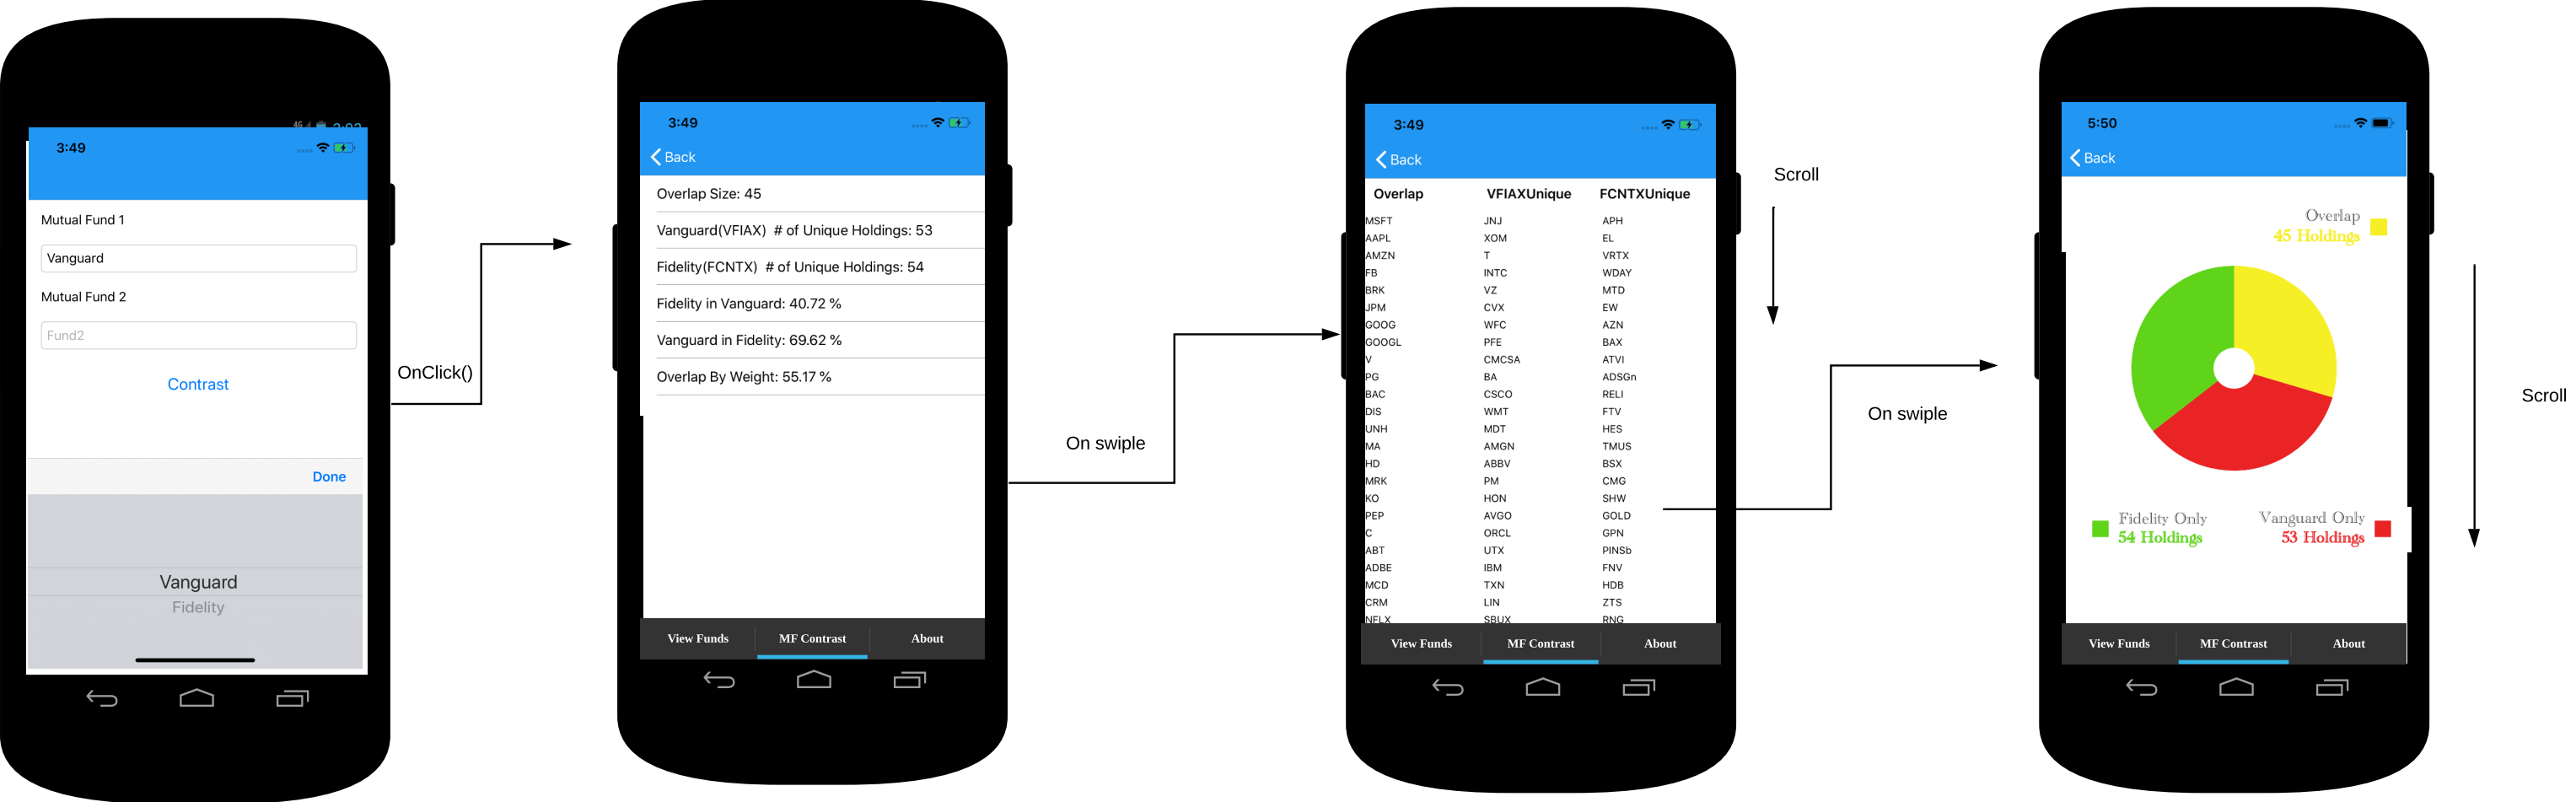 4G 3:02
3:49
Mutual Fund 1
Vanguard
Mutual Fund 2
Fund2
Contrast
Done
Vanguard
Fidelity
OnClick()
3:49
Back
Overlap Size: 45
Vanguard(VFIAX) # of Unique Holdings: 53
Fidelity(FCNTX) # of Unique Holdings: 54
Fidelity in Vanguard: 40.72 %
Vanguard in Fidelity: 69.62 %
Overlap By Weight: 55.17 %
View Funds MF Contrast About
On swiple
3:49
Back
Overlap VFIAXUnique FCNTXUnique
MSFT JNJ APH
AAPL XOM EL
AMZN T VRTX
FB INTC WDAY
BRK VZ MTD
JPM CVX EW
GOOG WFC AZN
GOOGL PFE BAX
V CMCSA ATVI
PG BA ADSGn
BAC CSCO RELI
DIS WMT FTV
UNH MDT HES
MA AMGN TMUS
HD ABBV BSX
MRK PM CMG
KO HON SHW
PEP AVGO GOLD
C ORCL GPN
ABT UTX PINSb
ADBE IBM FNV
MCD TXN HDB
CRM LIN ZTS
NFLX SBUX RNG
View Funds MF Contrast About
Scroll
On swiple
5:50
Back
Overlap
45 Holdings
Fidelity Only
54 Holdings
Vanguard Only
53 Holdings
View Funds MF Contrast About
Scroll